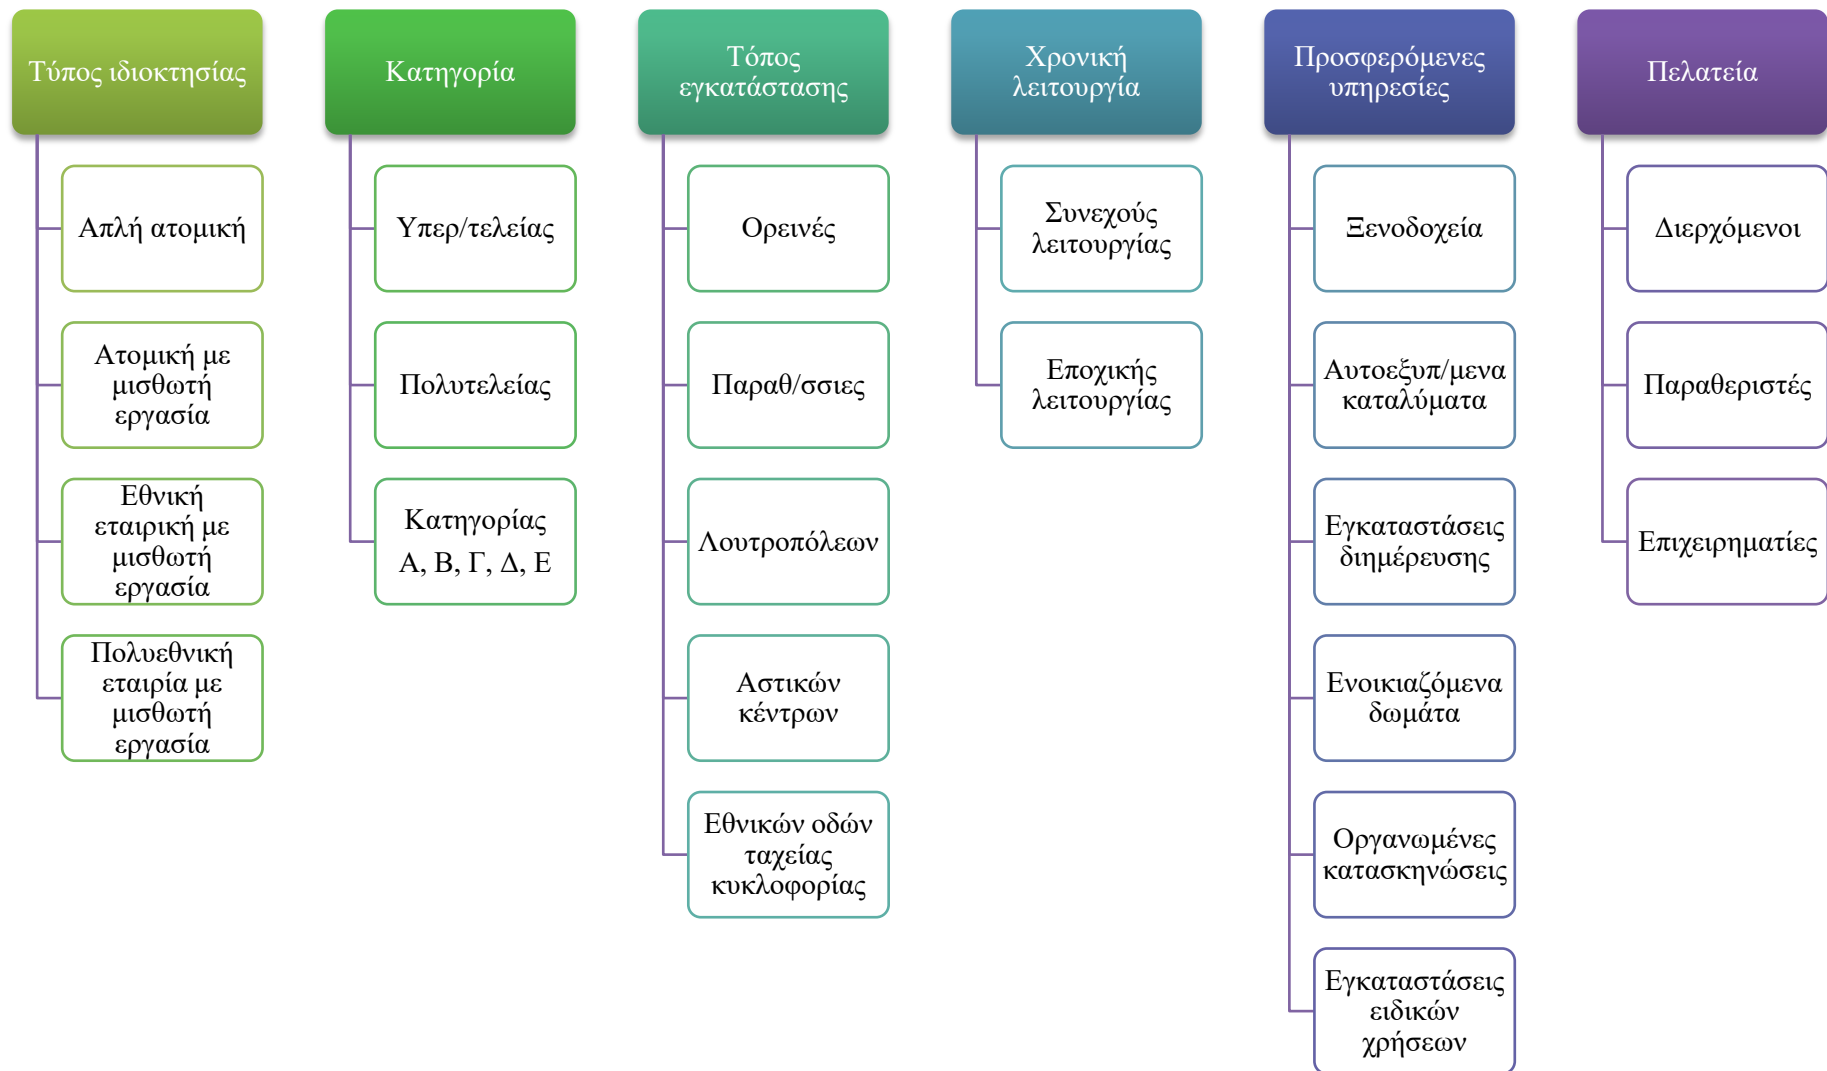 Τύπος ιδιοκτησίας
Απλή ατομική
Ατομική με
μισθωτή
εργασία
Εθνική
εταιρική με
μισθωτή
εργασία
Πολυεθνική
εταιρία με
μισθωτή
εργασία
Κατηγορία
Υπερ/τελείας
Πολυτελείας
Κατηγορίας
Α, Β, Γ, Δ, Ε
Τόπος
εγκατάστασης
Ορεινές
Παραθ/σσιες
Λουτροπόλεων
Αστικών
κέντρων
Εθνικών οδών
ταχείας
κυκλοφορίας
Χρονική
λειτουργία
Συνεχούς
λειτουργίας
Εποχικής
λειτουργίας
Προσφερόμενες
υπηρεσίες
Ξενοδοχεία
Αυτοεξυπ/μενα
καταλύματα
Εγκαταστάσεις
διημέρευσης
Ενοικιαζόμενα
δωμάτα
Οργανωμένες
κατασκηνώσεις
Εγκαταστάσεις
ειδικών
χρήσεων
Πελατεία
Διερχόμενοι
Παραθεριστές
Επιχειρηματίες